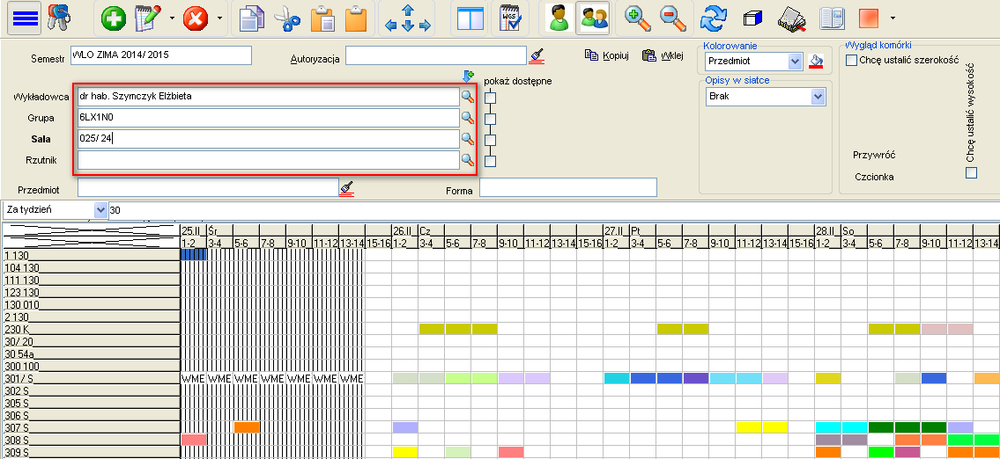 WGS
Semestr WLO ZIMA 2014/ 2015 Autoryzacja Kopiuj Wklej
Kolorowanie
Przedmiot
Opisy w siatce
Brak
Wygląd komórki
Chcę ustalić szerokość
Chcę ustalić wysokość
Przywróć
Czcionka
pokaż dostępne
Wykładowca dr hab. Szymczyk Elżbieta
Grupa 6LX1N0
Sala 025/ 24
Rzutnik
Przedmiot Forma
Za tydzień 30
25.II Śr 26.II Cz 27.II Pt 28.II So
1-2 3-4 5-6 7-8 9-10 11-12 13-14 15-16 1-2 3-4 5-6 7-8 9-10 11-12 13-14 15-16 1-2 3-4 5-6 7-8 9-10 11-12 13-14 15-16 1-2 3-4 5-6 7-8 9-10 11-12 13-14
1 130
104 130
111 130
123 130
130 010
2 130
230 K
30/ 20
30 54a
300 100
301/ S WME WME WME WME WME WME WME
302 S
305 S
306 S
307 S
308 S
309 S